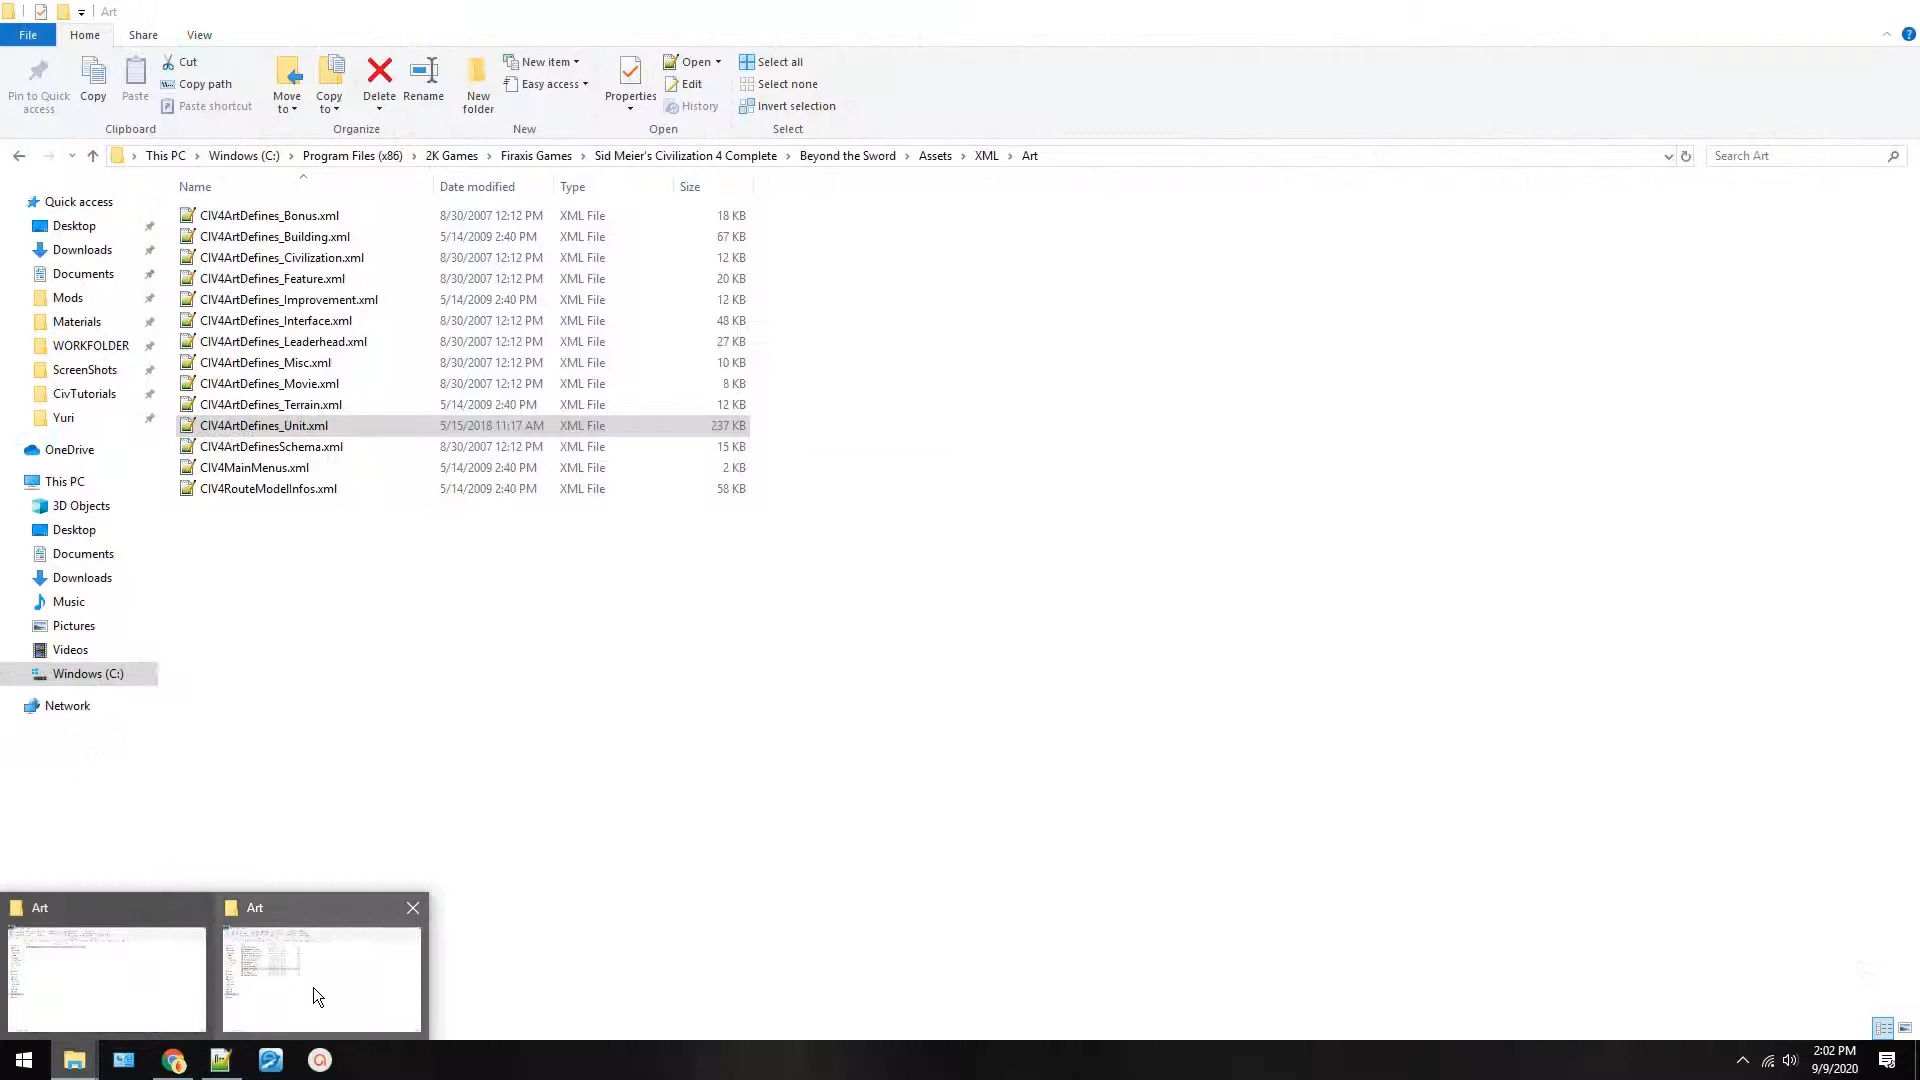 Art
File Home Share View
Pin to Quick access
Copy
Paste
Cut
Copy path
Paste shortcut
Clipboard
Move to
Copy to
Delete
Rename
Organize
New folder
New item
Easy access
New
Properties
Open
Edit
History
Open
Select all
Select none
Invert selection
Select
This PC > Windows (C:) > Program Files (x86) > 2K Games > Firaxis Games > Sid Meier's Civilization 4 Complete > Beyond the Sword > Assets > XML > Art
Search Art
Name Date modified Type Size
CIV4ArtDefines_Bonus.xml 8/30/2007 12:12 PM XML File 18 KB
CIV4ArtDefines_Building.xml 5/14/2009 2:40 PM XML File 67 KB
CIV4ArtDefines_Civilization.xml 8/30/2007 12:12 PM XML File 12 KB
CIV4ArtDefines_Feature.xml 8/30/2007 12:12 PM XML File 20 KB
CIV4ArtDefines_Improvement.xml 5/14/2009 2:40 PM XML File 12 KB
CIV4ArtDefines_Interface.xml 8/30/2007 12:12 PM XML File 48 KB
CIV4ArtDefines_Leaderhead.xml 8/30/2007 12:12 PM XML File 27 KB
CIV4ArtDefines_Misc.xml 8/30/2007 12:12 PM XML File 10 KB
CIV4ArtDefines_Movie.xml 8/30/2007 12:12 PM XML File 8 KB
CIV4ArtDefines_Terrain.xml 5/14/2009 2:40 PM XML File 12 KB
CIV4ArtDefines_Unit.xml 5/15/2018 11:17 AM XML File 237 KB
CIV4ArtDefinesSchema.xml 8/30/2007 12:12 PM XML File 15 KB
CIV4MainMenus.xml 5/14/2009 2:40 PM XML File 2 KB
CIV4RouteModelInfos.xml 5/14/2009 2:40 PM XML File 58 KB
Quick access
Desktop
Downloads
Documents
Mods
Materials
WORKFOLDER
ScreenShots
CivTutorials
Yuri
OneDrive
This PC
3D Objects
Desktop
Documents
Downloads
Music
Pictures
Videos
Windows (C:)
Network
Art
Art
2:02 PM
9/9/2020